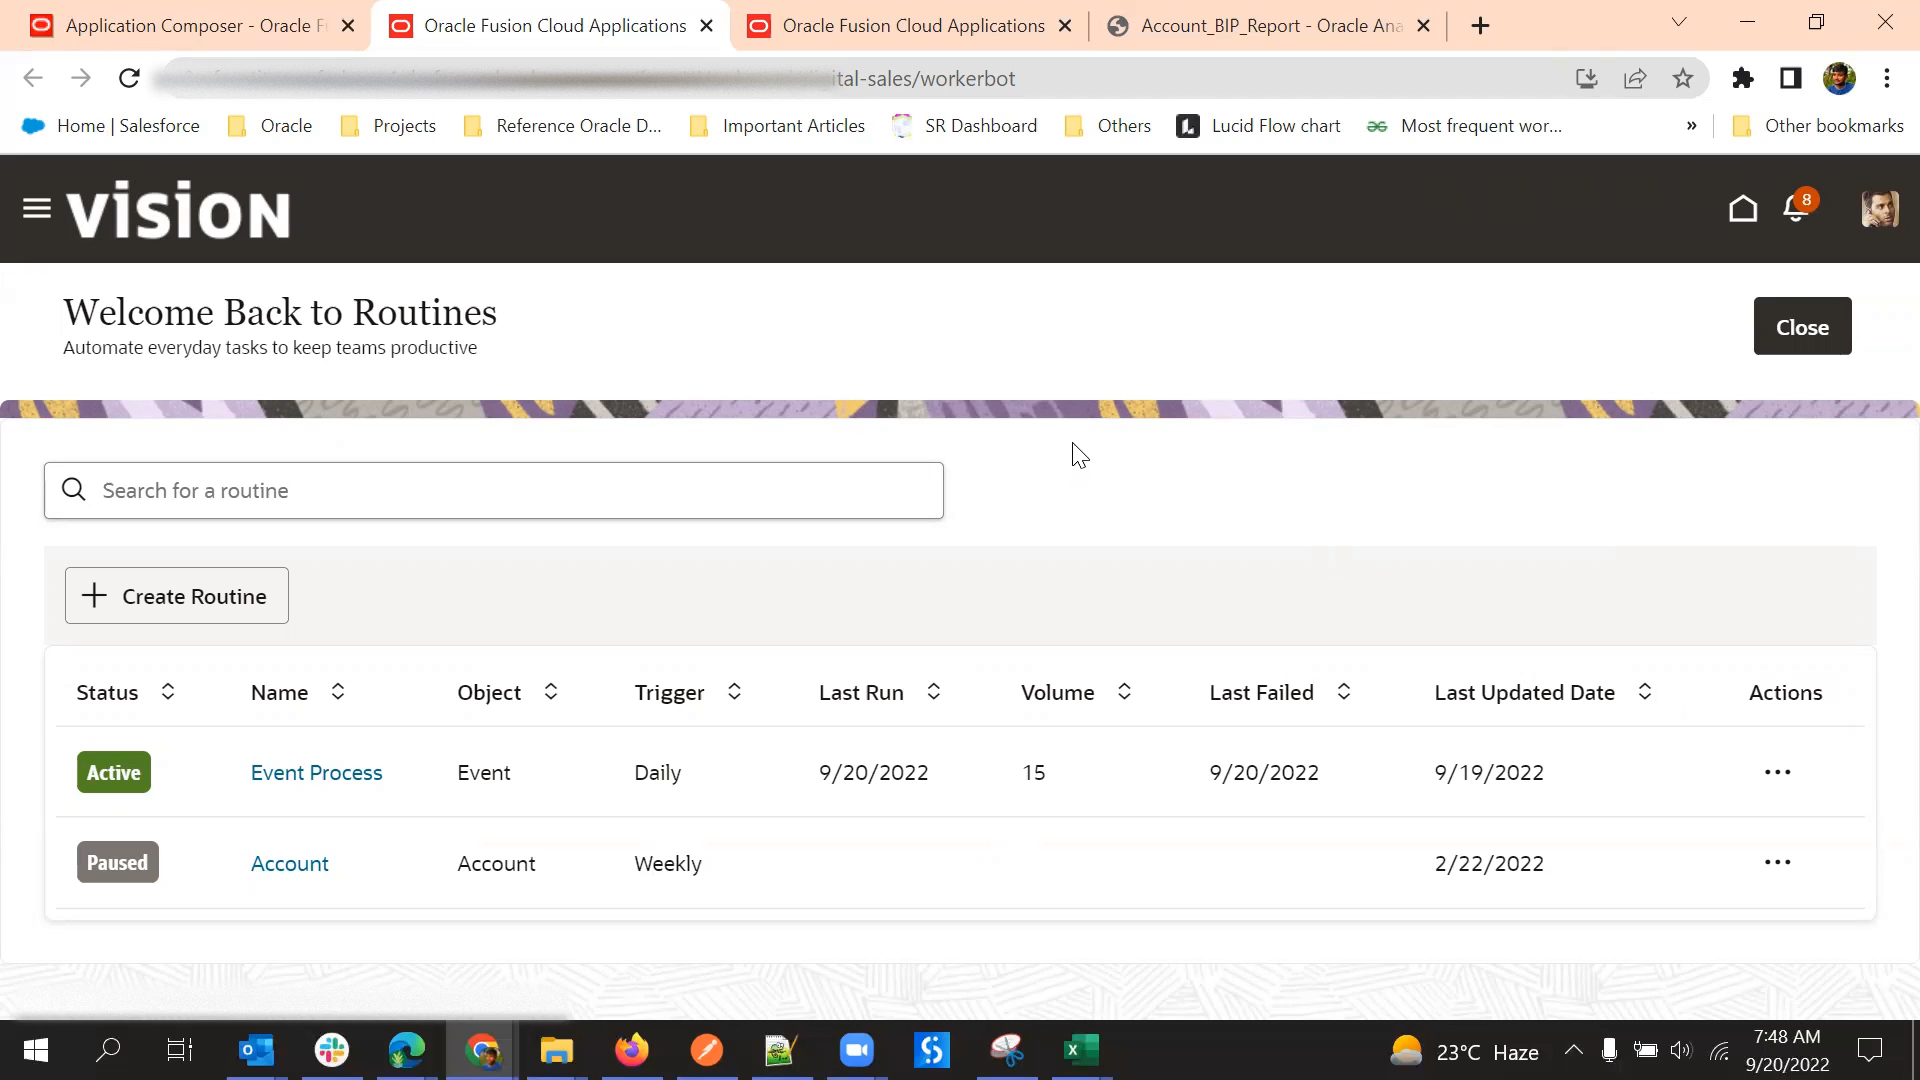 Application Composer - Oracle F
Oracle Fusion Cloud Applications
Oracle Fusion Cloud Applications
Account_BIP_Report - Oracle Ana
ital-sales/workerbot
Home | Salesforce
Oracle
Projects
Reference Oracle D...
Important Articles
SR Dashboard
Others
Lucid Flow chart
Most frequent wor...
»
Other bookmarks
vision
8
Welcome Back to Routines
Automate everyday tasks to keep teams productive
Close
Search for a routine
Create Routine
Status Name Object Trigger Last Run Volume Last Failed Last Updated Date Actions
Active Event Process Event Daily 9/20/2022 15 9/20/2022 9/19/2022 ...
Paused Account Account Weekly 2/22/2022 ...
23°C Haze
7:48 AM
9/20/2022